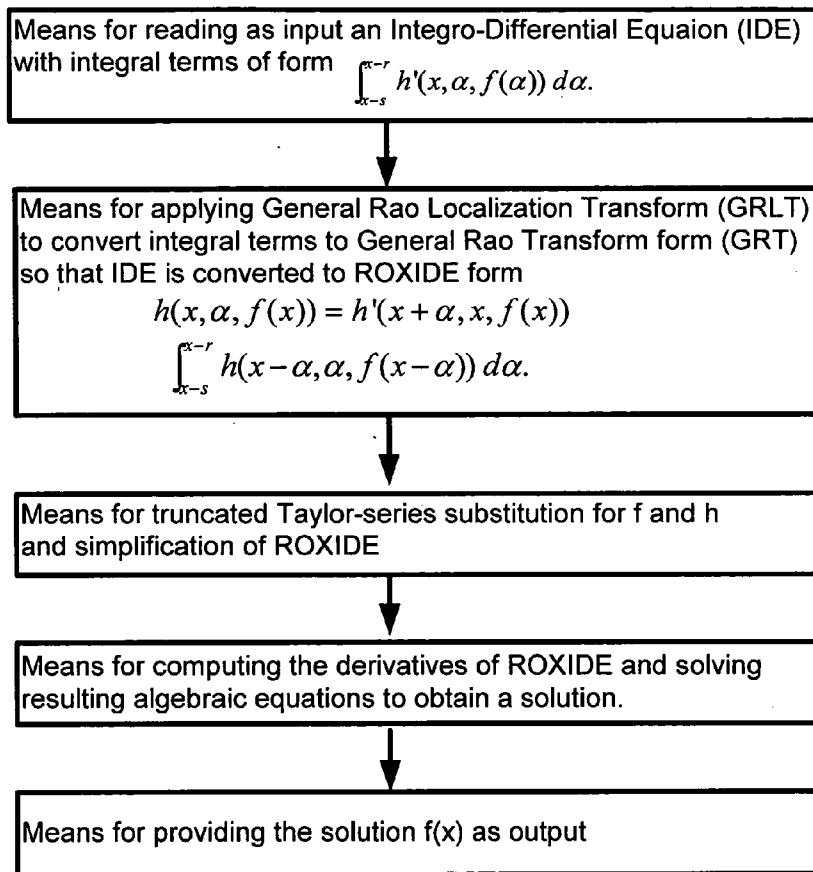 Means for reading as input an Integro-Differential Equaion (IDE)
with integral terms of form ∫_{x-s}^{x-r} h'(x,α,f(α)) dα.
Means for applying General Rao Localization Transform (GRLT)
to convert integral terms to General Rao Transform form (GRT)
so that IDE is converted to ROXIDE form
h(x,α,f(x)) = h'(x+α,x,f(x))
∫_{x-s}^{x-r} h(x-α,α,f(x-α)) dα.
Means for truncated Taylor-series substitution for f and h
and simplification of ROXIDE
Means for computing the derivatives of ROXIDE and solving
resulting algebraic equations to obtain a solution.
Means for providing the solution f(x) as output